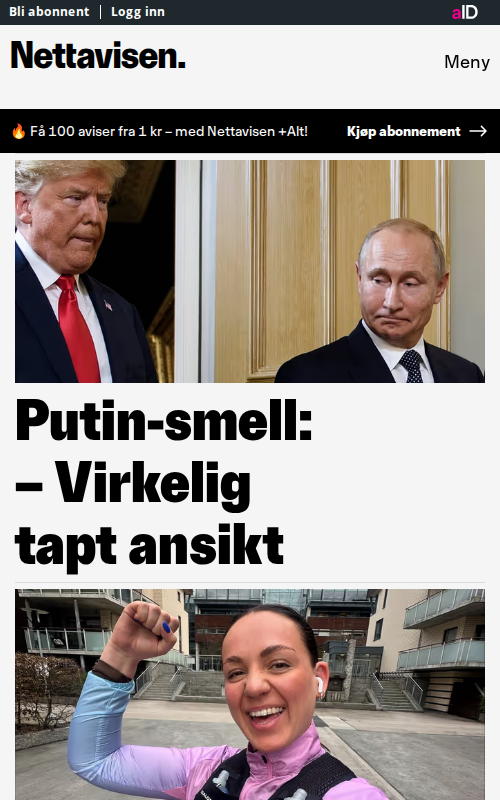 Bli abonnent | Logg inn
aID
Nettavisen.
Meny
🔥 Få 100 aviser fra 1 kr – med Nettavisen +Alt!
Kjøp abonnement →
Putin-smell:
– Virkelig
tapt ansikt